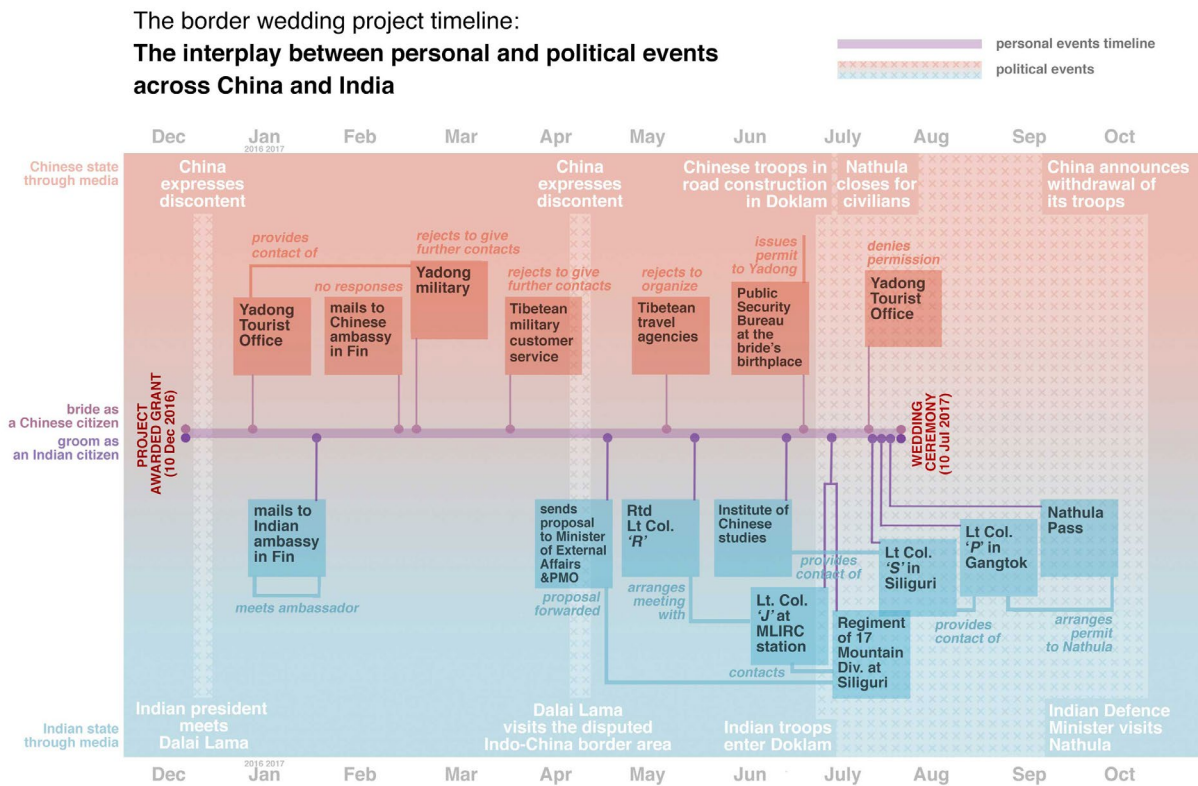 The border wedding project timeline:
The interplay between personal and political events
across China and India
personal events timeline
political events
Dec
Jan
2016 2017
Feb
Mar
Apr
May
Jun
July
Aug
Sep
Oct
Chinese state
through media
China
expresses
discontent
China
expresses
discontent
Chinese troops in
road construction
in Doklam
Nathula
closes for
civilians
China announces
withdrawal of
its troops
provides
contact of
rejects to give
further contacts
no responses
rejects to give
further contacts
rejects to
organize
issues
permit
to Yadong
denies
permission
Yadong
Tourist
Office
mails to
Chinese
ambassy
in Fin
Yadong
military
Tibetean
military
customer
service
Tibetean
travel
agencies
Public
Security
Bureau
at the
bride's
birthplace
Yadong
Tourist
Office
bride as
a Chinese citizen
groom as
an Indian citizen
PROJECT
AWARDED GRANT
(10 Dec 2016)
WEDDING
CEREMONY
(10 Jul 2017)
mails to
Indian
embassy
in Fin
meets ambassador
sends
proposal
to Minister
of External
Affairs
&PMO
proposal
forwarded
Rtd
Lt Col.
'R'
arranges
meeting
with
Institute of
Chinese
studies
provides
contact of
Lt. Col.
'J' at
MLIRC
station
contacts
Regiment
of 17
Mountain
Div. at
Siliguri
Lt Col.
'S' in
Siliguri
provides
contact of
Lt Col.
'P' in
Gangtok
Nathula
Pass
arranges
permit
to Nathula
Indian state
through media
Indian president
meets
Dalai Lama
Dalai Lama
visits the disputed
Indo-China border area
Indian troops
enter Doklam
Indian Defence
Minister visits
Nathula
Dec
2016 2017
Jan
Feb
Mar
Apr
May
Jun
July
Aug
Sep
Oct